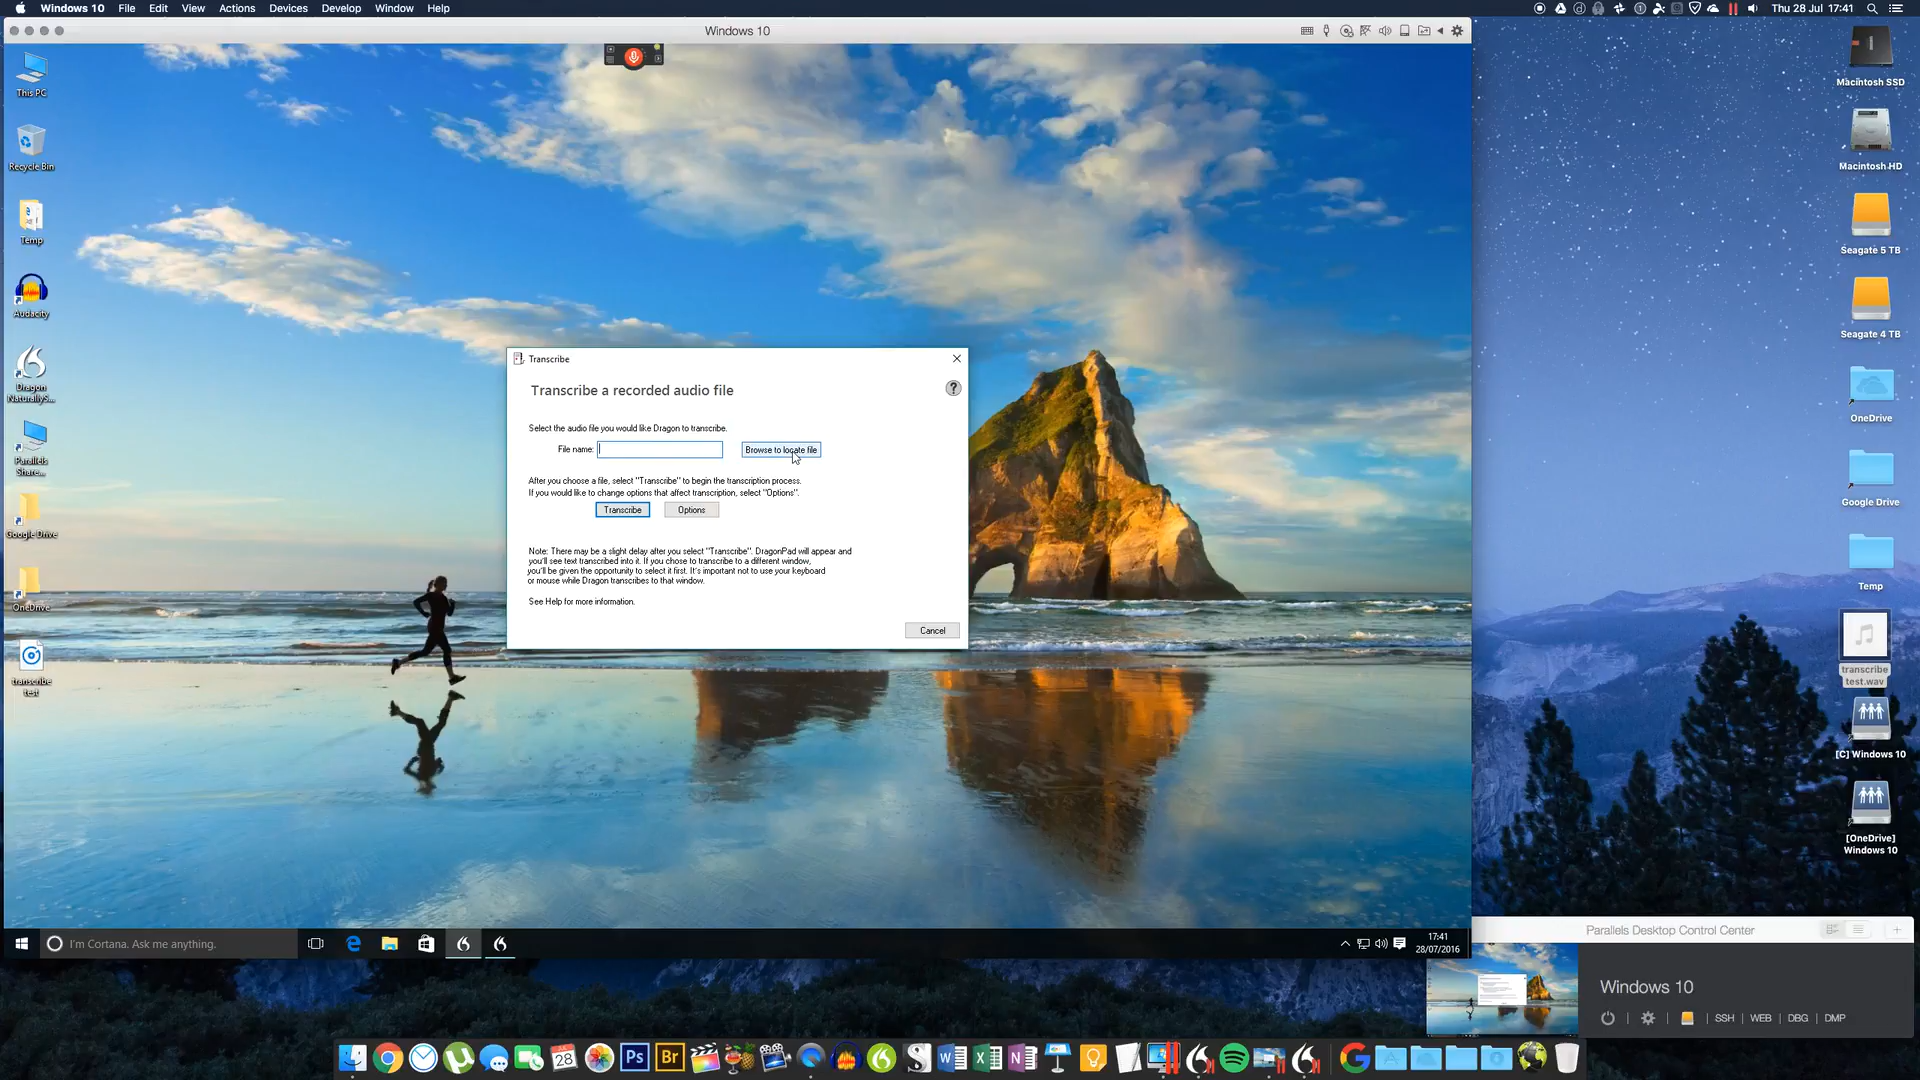 Windows 10 File Edit View Actions Devices Develop Window Help
Thu 28 Jul 17:41
Windows 10
This PC
Recycle Bin
Temp
Audacity
Dragon
NaturallyS...
Parallels
Share...
Google Drive
OneDrive
transcribe
test
Transcribe
Transcribe a recorded audio file
?
Select the audio file you would like Dragon to transcribe.
File name:
Browse to locate file
After you choose a file, select "Transcribe" to begin the transcription process.
If you would like to change options that affect transcription, select "Options".
Transcribe
Options
Note: There may be a slight delay after you select "Transcribe". DragonPad will appear and
you'll see text transcribed into it. If you chose to transcribe to a different window,
you'll be given the opportunity to select it first. It's important not to use your keyboard
or mouse while Dragon transcribes to that window.
See Help for more information.
Cancel
Macintosh SSD
Macintosh HD
Seagate 5 TB
Seagate 4 TB
OneDrive
Google Drive
Temp
transcribe
test.wav
[C] Windows 10
[OneDrive]
Windows 10
I'm Cortana. Ask me anything.
17:41
28/07/2016
Parallels Desktop Control Center
Windows 10
SSH WEB DBG DMP
28
Ps
Br